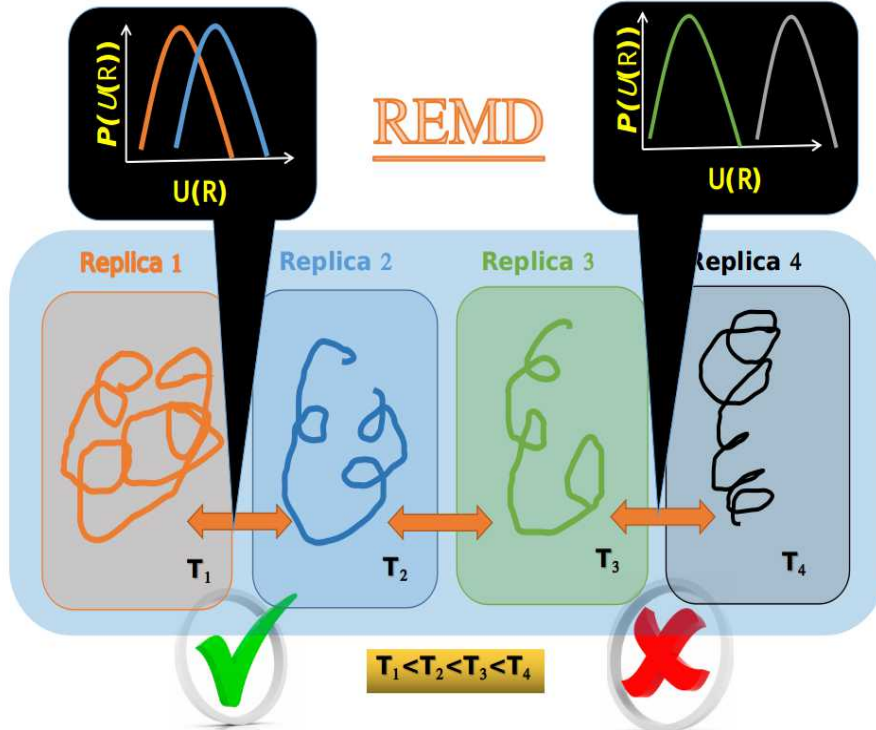 P(U(R))
U(R)
REMD
P(U(R))
U(R)
Replica 1
Replica 2
Replica 3
Replica 4
T₁
T₂
T₃
T₄
T₁<T₂<T₃<T₄